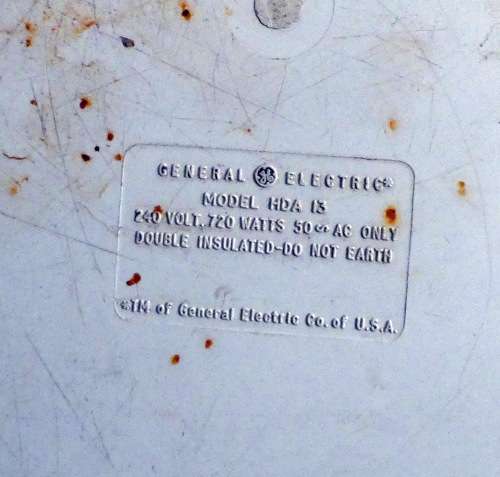 GENERAL GE ELECTRIC®
MODEL HDA 13
240 VOLT, 720 WATTS 50∾ AC ONLY
DOUBLE INSULATED-DO NOT EARTH
®TM of General Electric Co. of U.S.A.